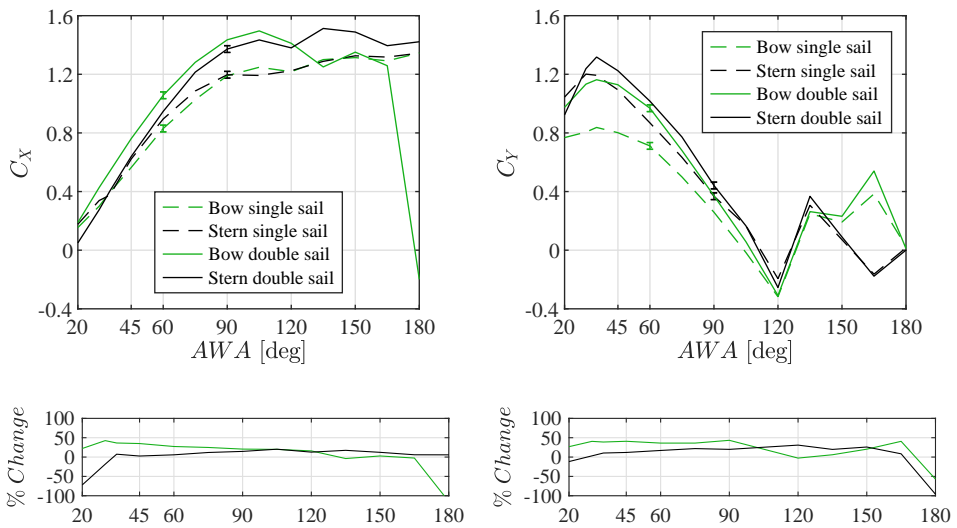 1.6
1.2
0.8
0.4
0
-0.4
C_X
Bow single sail
Stern single sail
Bow double sail
Stern double sail
20 45 60 90 120 150 180
AWA [deg]
1.6
1.2
0.8
0.4
0
-0.4
C_Y
Bow single sail
Stern single sail
Bow double sail
Stern double sail
20 45 60 90 120 150 180
AWA [deg]
100
50
0
-50
-100
% Change
20 45 60 90 120 150 180
100
50
0
-50
-100
% Change
20 45 60 90 120 150 180